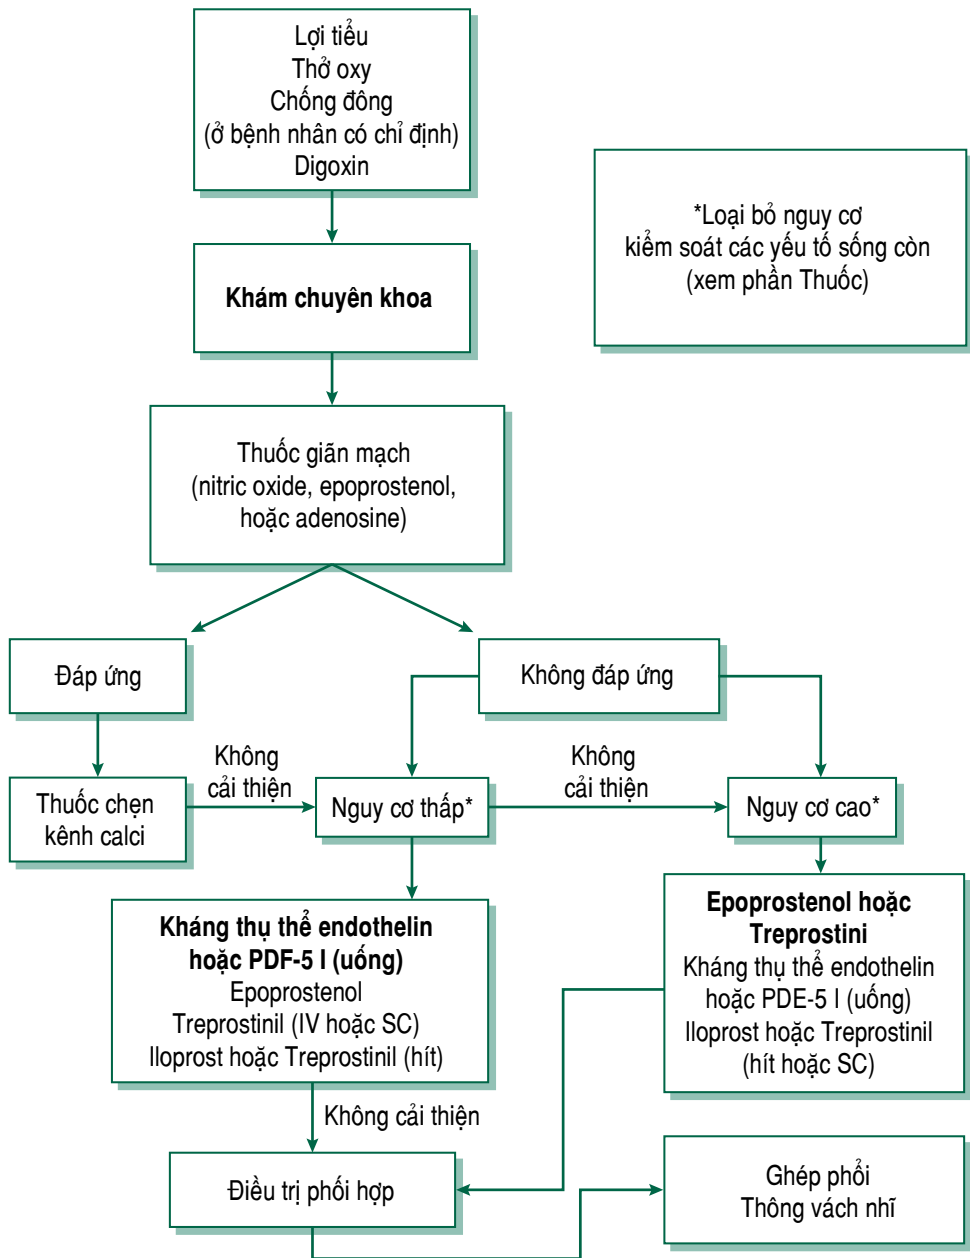 Lợi tiểu
Thở oxy
Chống đông
(ở bệnh nhân có chỉ định)
Digoxin
*Loại bỏ nguy cơ
kiểm soát các yếu tố sống còn
(xem phần Thuốc)
Khám chuyên khoa
Thuốc giãn mạch
(nitric oxide, epoprostenol,
hoặc adenosine)
Đáp ứng
Không đáp ứng
Thuốc chẹn
kênh calci
Không
cải thiện
Nguy cơ thấp*
Không
cải thiện
Nguy cơ cao*
Kháng thụ thể endothelin
hoặc PDF-5 I (uống)
Epoprostenol
Treprostinil (IV hoặc SC)
Iloprost hoặc Treprostinil (hít)
Epoprostenol hoặc
Treprostini
Kháng thụ thể endothelin
hoặc PDE-5 I (uống)
Iloprost hoặc Treprostinil
(hít hoặc SC)
Không cải thiện
Điều trị phối hợp
Ghép phổi
Thông vách nhĩ